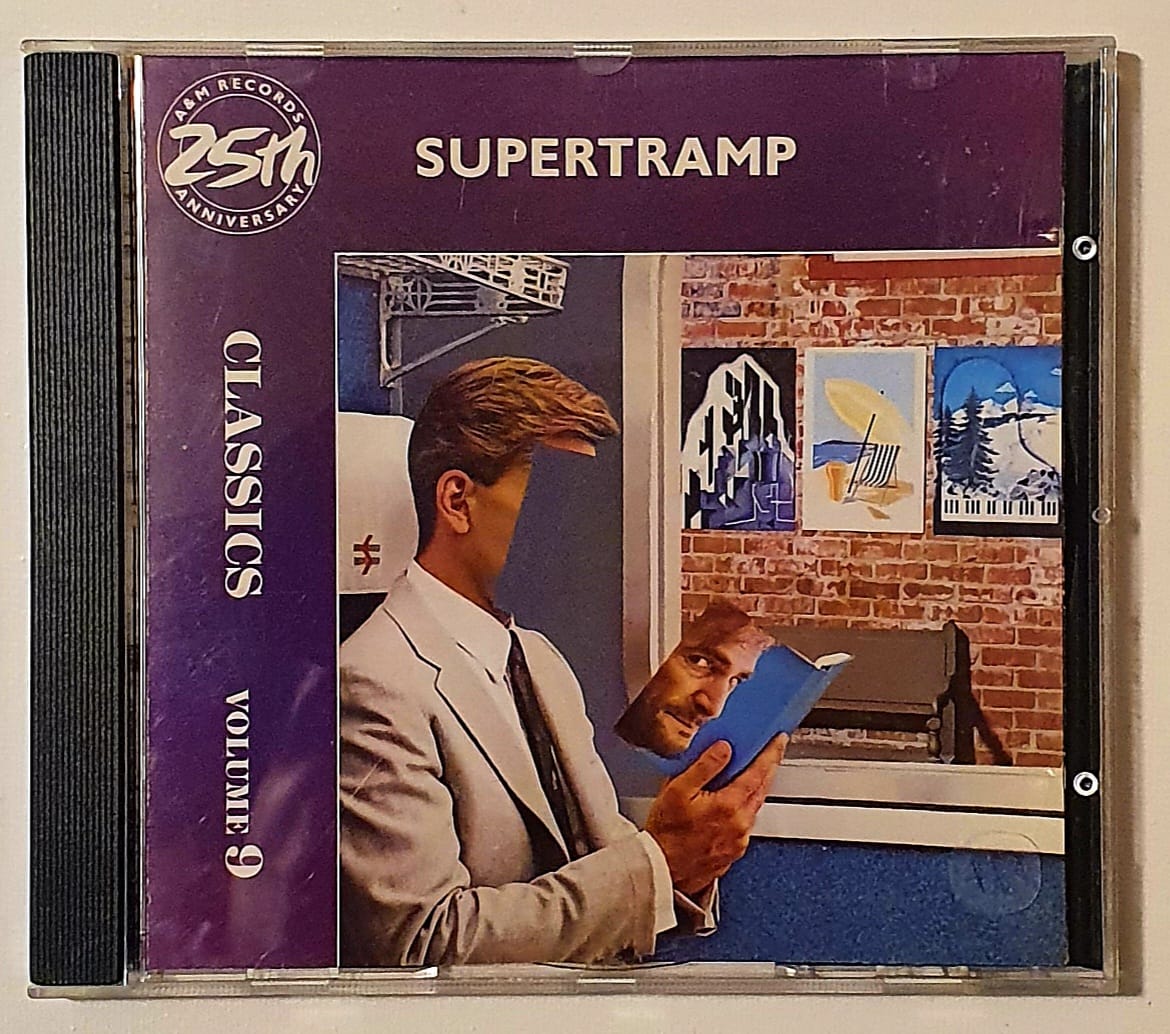 A&M RECORDS
25th
ANNIVERSARY
SUPERTRAMP
CLASSICS
VOLUME 9